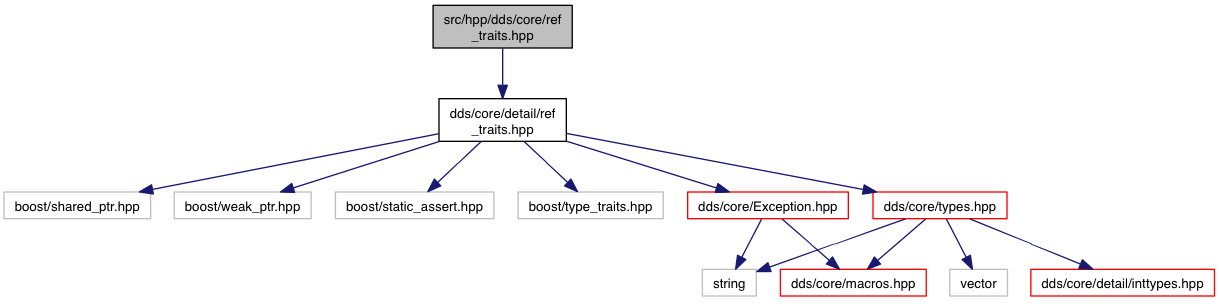 src/hpp/dds/core/ref
_traits.hpp
dds/core/detail/ref
_traits.hpp
boost/shared_ptr.hpp
boost/weak_ptr.hpp
boost/static_assert.hpp
boost/type_traits.hpp
dds/core/Exception.hpp
dds/core/types.hpp
string
dds/core/macros.hpp
vector
dds/core/detail/inttypes.hpp